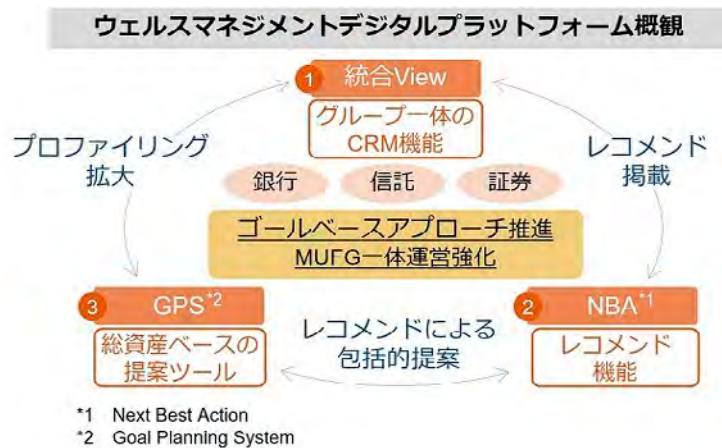 ウェルスマネジメントデジタルプラットフォーム概観
1 統合View
グループ一体の
CRM機能
プロファイリング
拡大
レコメンド
掲載
銀行 信託 証券
ゴールベースアプローチ推進
MUFG一体運営強化
3 GPS*2
総資産ベースの
提案ツール
レコメンドによる
包括的提案
2 NBA*1
レコメンド
機能
*1 Next Best Action
*2 Goal Planning System